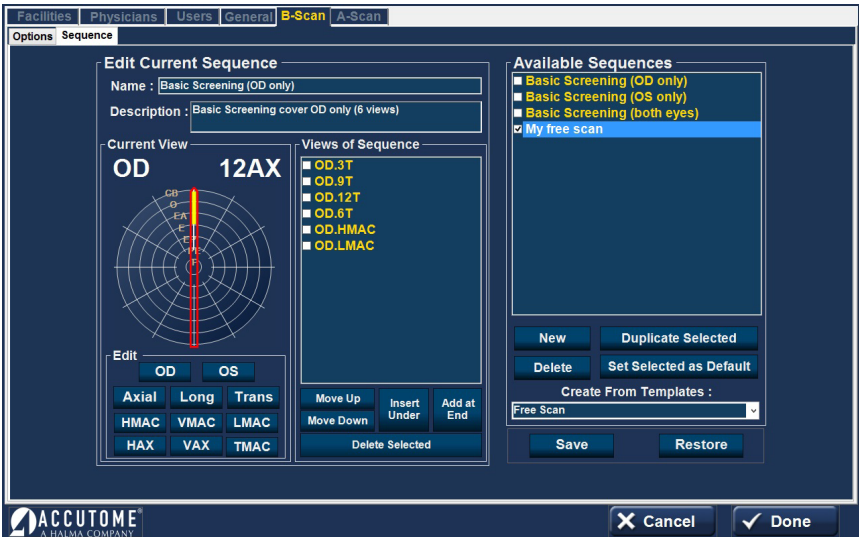 Facilities Physicians Users General B-Scan A-Scan
Options Sequence
Edit Current Sequence
Name : Basic Screening (OD only)
Description : Basic Screening cover OD only (6 views)
Current View
OD 12AX
CB
O
EA
E
EP
PE
F
Edit
OD OS
Axial Long Trans
HMAC VMAC LMAC
HAX VAX TMAC
Views of Sequence
OD.3T
OD.9T
OD.12T
OD.6T
OD.HMAC
OD.LMAC
Move Up
Move Down
Insert Under
Add at End
Delete Selected
Available Sequences
Basic Screening (OD only)
Basic Screening (OS only)
Basic Screening (both eyes)
My free scan
New Duplicate Selected
Delete Set Selected as Default
Create From Templates :
Free Scan
Save Restore
ACCUTOME®
A HALMA COMPANY
Cancel Done